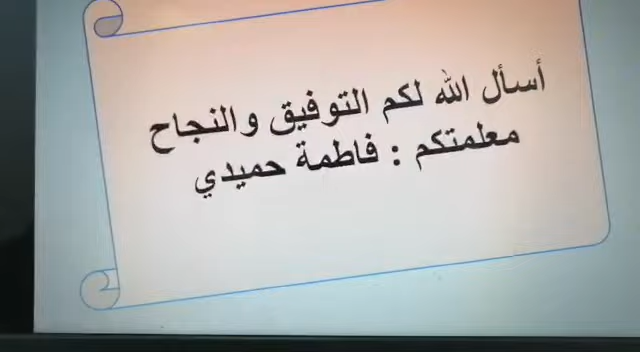 أسأل الله لكم التوفيق والنجاح
معلمتكم : فاطمة حميدي